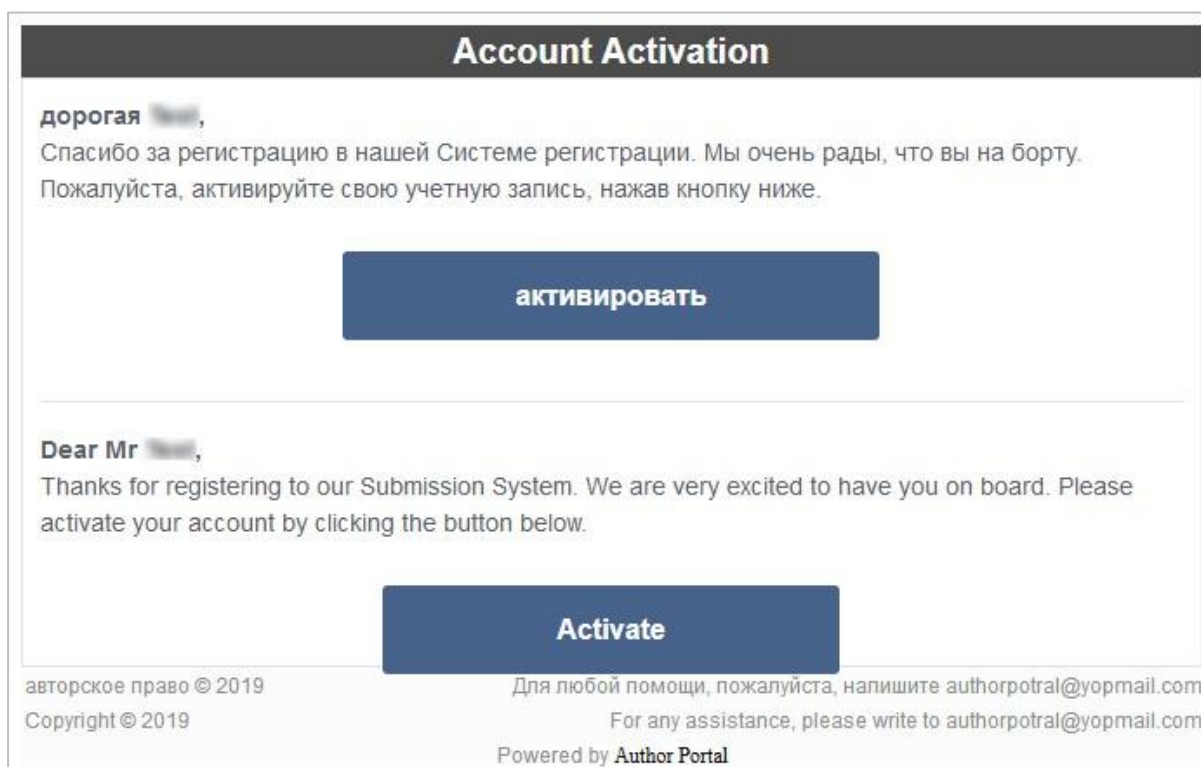 Account Activation
дорогая ,
Спасибо за регистрацию в нашей Системе регистрации. Мы очень рады, что вы на борту.
Пожалуйста, активируйте свою учетную запись, нажав кнопку ниже.
активировать
Dear Mr ,
Thanks for registering to our Submission System. We are very excited to have you on board. Please
activate your account by clicking the button below.
Activate
авторское право © 2019
Для любой помощи, пожалуйста, напишите authorpotral@yopmail.com
Copyright © 2019
For any assistance, please write to authorpotral@yopmail.com
Powered by Author Portal